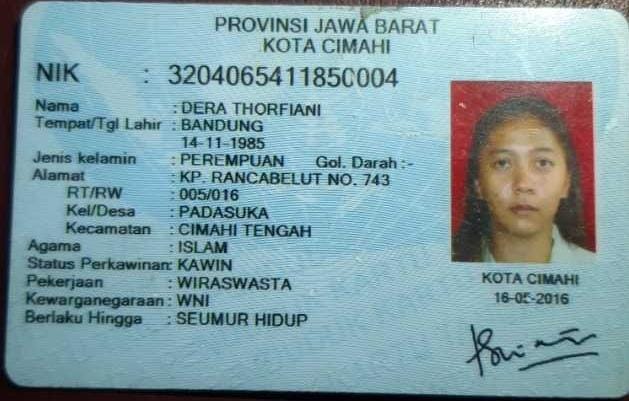 PROVINSI JAWA BARAT
KOTA CIMAHI
NIK : 3204065411850004
Nama : DERA THORFIANI
Tempat/Tgl Lahir : BANDUNG
14-11-1985
Jenis kelamin : PEREMPUAN Gol. Darah :-
Alamat : KP. RANCABELUT NO. 743
RT/RW : 005/016
Kel/Desa : PADASUKA
Kecamatan : CIMAHI TENGAH
Agama : ISLAM
Status Perkawinan: KAWIN
Pekerjaan : WIRASWASTA
Kewarganegaraan : WNI
Berlaku Hingga : SEUMUR HIDUP
KOTA CIMAHI
16-05-2016